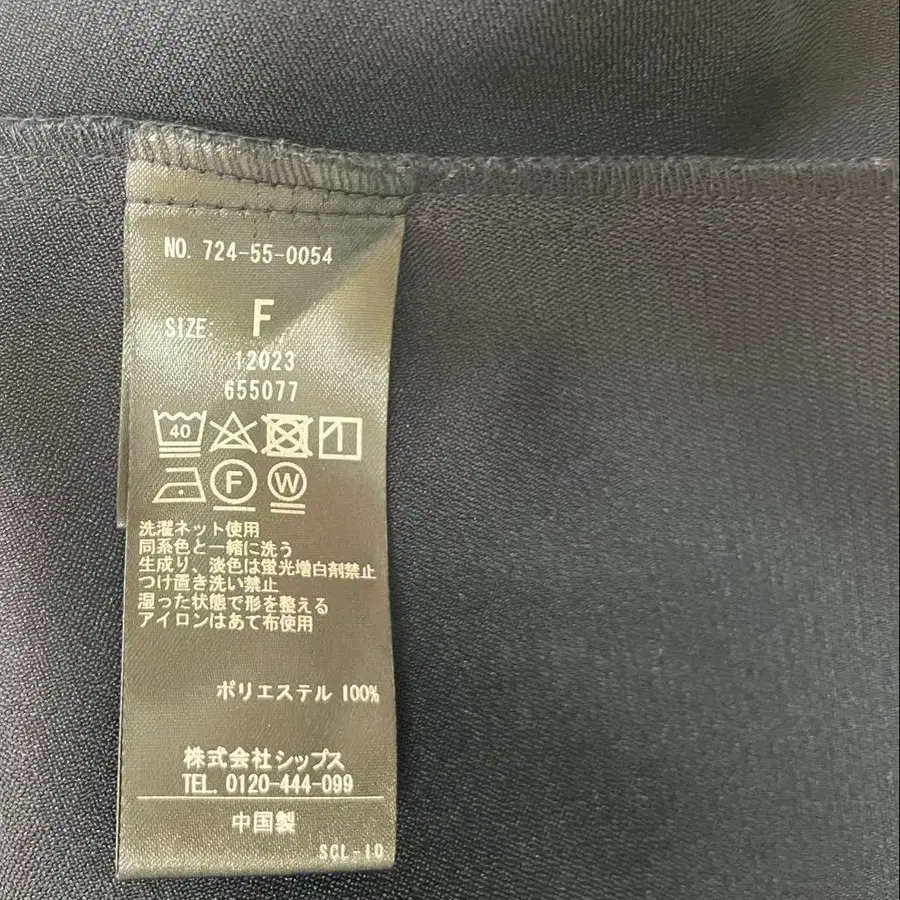 NO. 724-55-0054
SIZE: F
12023
655077
40
F W
洗濯ネット使用
同系色と一緒に洗う
生成り、淡色は蛍光増白剤禁止
つけ置き洗い禁止
湿った状態で形を整える
アイロンはあて布使用
ポリエステル 100%
株式会社シップス
TEL. 0120-444-099
中国製
SCL-10